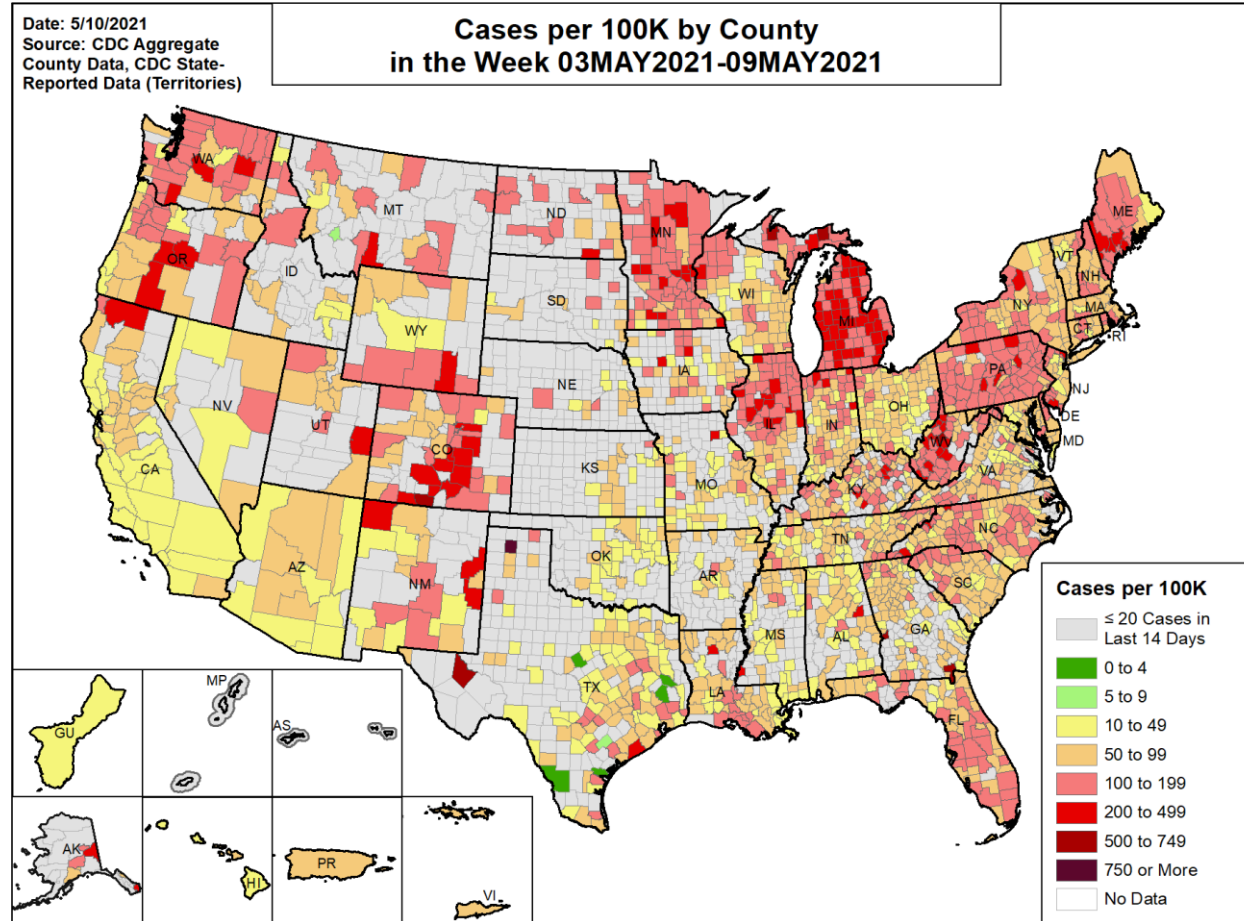 Date: 5/10/2021
Source: CDC Aggregate
County Data, CDC State-
Reported Data (Territories)
Cases per 100K by County
in the Week 03MAY2021-09MAY2021
WA
MT
ND
MN
ME
OR
ID
SD
WI
MI
VT
NH
NY
MA
CT
RI
WY
IA
NE
PA
NJ
NV
UT
CO
IL
IN
OH
DE
MD
WV
CA
KS
MO
KY
VA
AZ
NM
OK
AR
TN
NC
SC
TX
LA
MS
AL
GA
FL
GU
MP
AS
AK
HI
PR
VI
Cases per 100K
≤ 20 Cases in
Last 14 Days
0 to 4
5 to 9
10 to 49
50 to 99
100 to 199
200 to 499
500 to 749
750 or More
No Data